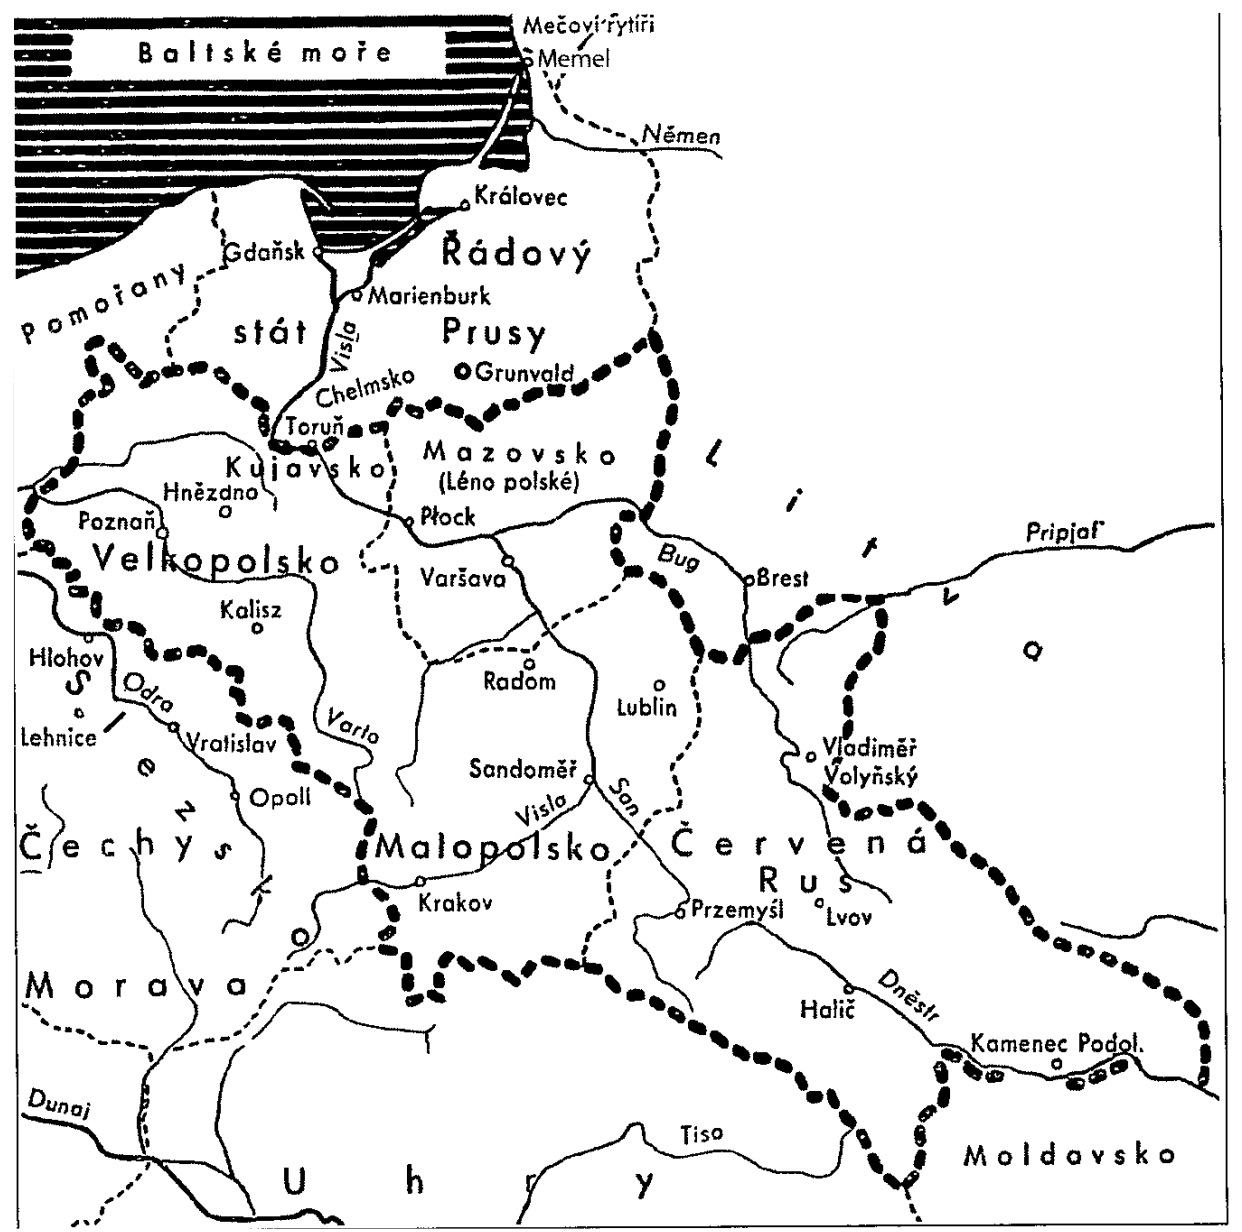 Mečoví rytíři
Baltské moře
Memel
Němen
Královec
Řádový
Gdaňsk
Pomořany
Marienburk
stát
Prusy
Visla
Grunvald
Chelmsko
Toruň
Mazovsko
Kujavsko
(Léno polské)
Hnězdno
Poznaň
Płock
Litva
Pripjať
Velkopolsko
Bug
Varšava
Brest
Kalisz
Hlohov
Radom
Odra
Lublin
Lehnice
Vratislav
Varta
Vladiměř
Volyňský
Sandoměř
San
Opolí
Slezsko
Visla
Čechy
Malopolsko
Červená
Rus
Krakov
Przemyśl
Lvov
Morava
Halič
Dněstr
Kamenec Podol.
Dunaj
Tisa
Moldavsko
Uhry